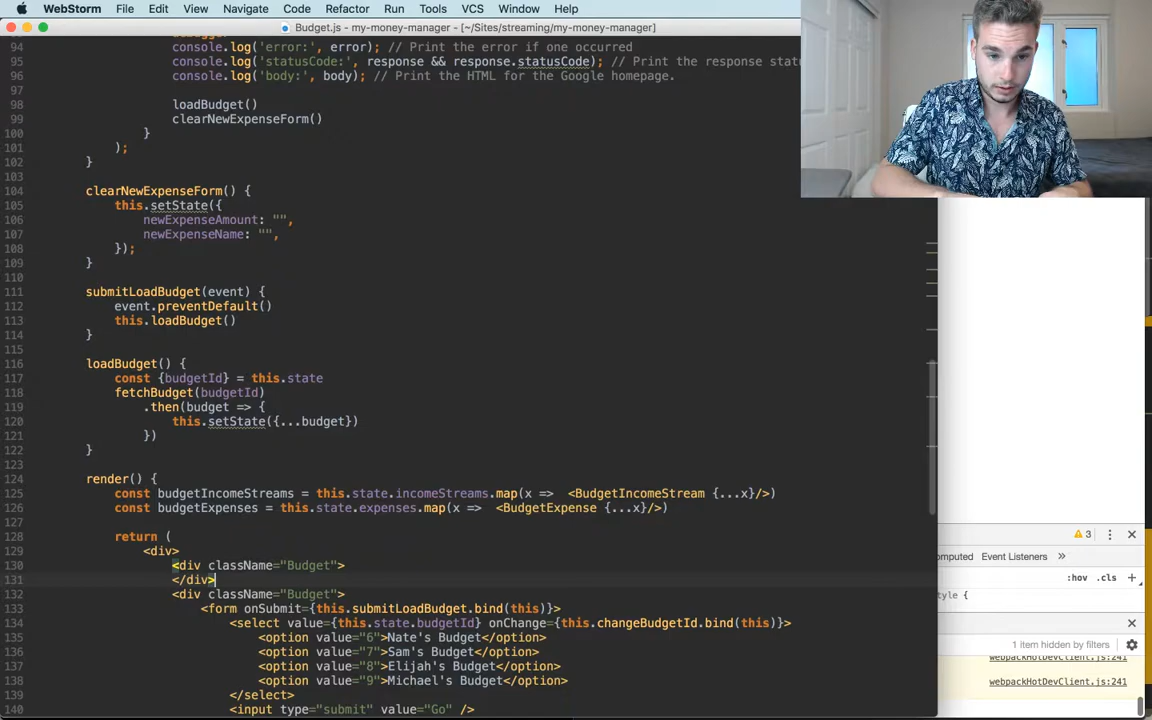 WebStorm File Edit View Navigate Code Refactor Run Tools VCS Window Help
Budget.js - my-money-manager - [~/Sites/streaming/my-money-manager]
94 console.log('error:', error); // Print the error if one occurred
95 console.log('statusCode:', response && response.statusCode); // Print the response
96 console.log('body:', body); // Print the HTML for the Google homepage.
97
98 loadBudget()
99 clearNewExpenseForm()
100 }
101 );
102 }
103
104 clearNewExpenseForm() {
105 this.setState({
106 newExpenseAmount: "",
107 newExpenseName: "",
108 });
109 }
110
111 submitLoadBudget(event) {
112 event.preventDefault()
113 this.loadBudget()
114 }
115
116 loadBudget() {
117 const {budgetId} = this.state
118 fetchBudget(budgetId)
119 .then(budget => {
120 this.setState({...budget})
121 })
122 }
123
124 render() {
125 const budgetIncomeStreams = this.state.incomeStreams.map(x => <BudgetIncomeStream {...x}/>)
126 const budgetExpenses = this.state.expenses.map(x => <BudgetExpense {...x}/>)
127
128 return (
129 <div>
130 <div className="Budget">
131 </div>
132 <div className="Budget">
133 <form onSubmit={this.submitLoadBudget.bind(this)}>
134 <select value={this.state.budgetId} onChange={this.changeBudgetId.bind(this)}>
135 <option value="6">Nate's Budget</option>
136 <option value="7">Sam's Budget</option>
137 <option value="8">Elijah's Budget</option>
138 <option value="9">Michael's Budget</option>
139 </select>
140 <input type="submit" value="Go" />
3
omputed Event Listeners
:hov .cls +
style {
1 item hidden by filters
webpackHotDevClient.js:241
webpackHotDevClient.js:241